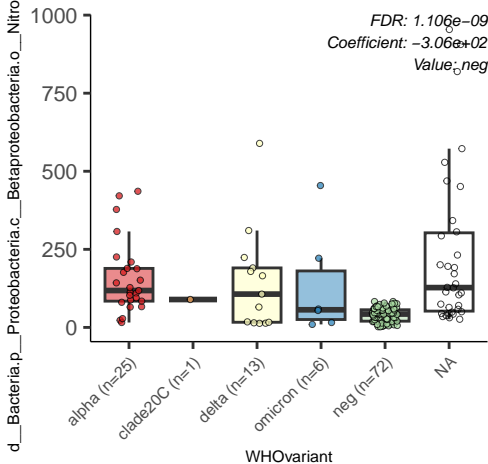 FDR: 1.106e−09
Coefficient: −3.06e+02
Value: neg
d__Bacteria.p__Proteobacteria.c__Betaproteobacteria.o__Nitro
1000
750
500
250
0
alpha (n=25)
clade20C (n=1)
delta (n=13)
omicron (n=6)
neg (n=72)
NA
WHOvariant